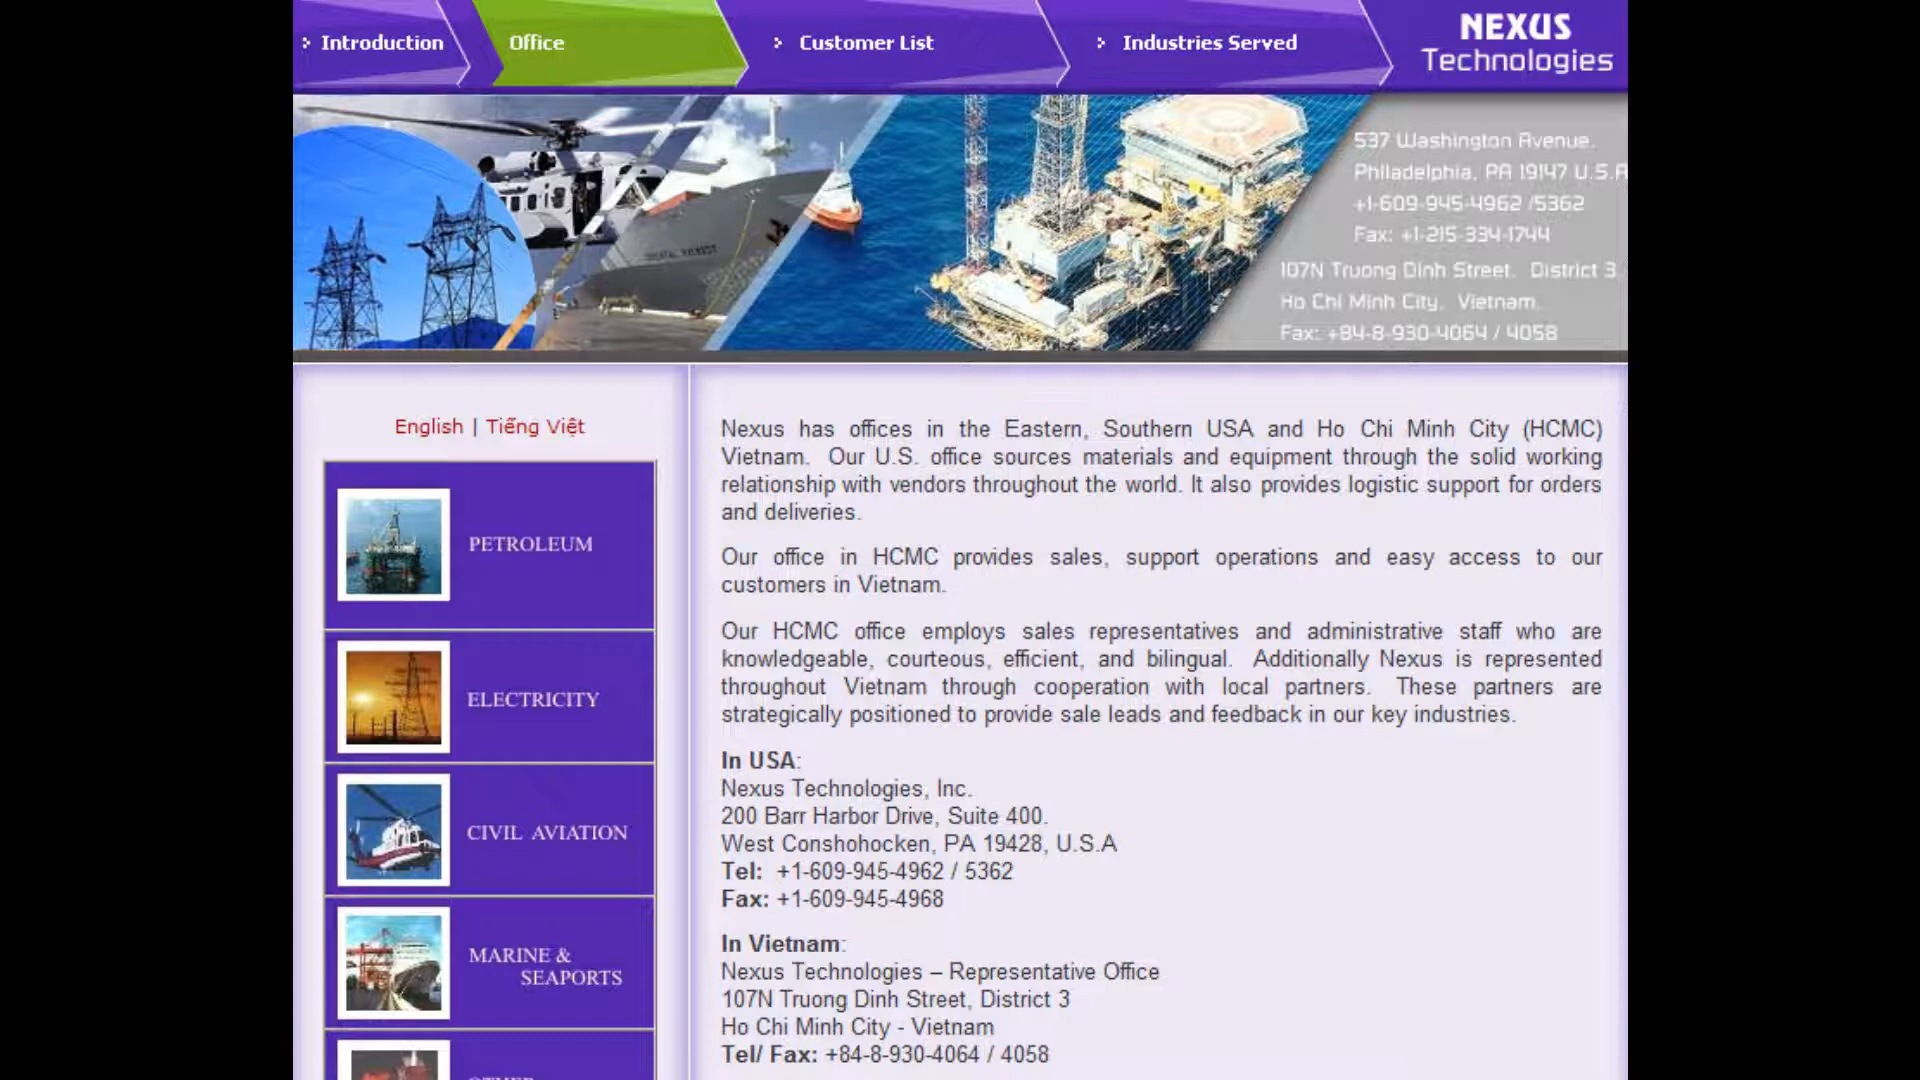 Introduction
Office
Customer List
Industries Served
NEXUS
Technologies
537 Washington Avenue.
Philadelphia, PA 19147 U.S.A
+1-609-945-4962 /5362
Fax: +1-215-334-1744
107N Truong Dinh Street. District 3
Ho Chi Minh City. Vietnam.
Fax: +84-8-930-4064 / 4058
English | Tiếng Việt
PETROLEUM
ELECTRICITY
CIVIL AVIATION
MARINE &
SEAPORTS
Nexus has offices in the Eastern, Southern USA and Ho Chi Minh City (HCMC)
Vietnam. Our U.S. office sources materials and equipment through the solid working
relationship with vendors throughout the world. It also provides logistic support for orders
and deliveries.
Our office in HCMC provides sales, support operations and easy access to our
customers in Vietnam.
Our HCMC office employs sales representatives and administrative staff who are
knowledgeable, courteous, efficient, and bilingual. Additionally Nexus is represented
throughout Vietnam through cooperation with local partners. These partners are
strategically positioned to provide sale leads and feedback in our key industries.
In USA:
Nexus Technologies, Inc.
200 Barr Harbor Drive, Suite 400.
West Conshohocken, PA 19428, U.S.A
Tel: +1-609-945-4962 / 5362
Fax: +1-609-945-4968
In Vietnam:
Nexus Technologies – Representative Office
107N Truong Dinh Street, District 3
Ho Chi Minh City - Vietnam
Tel/ Fax: +84-8-930-4064 / 4058